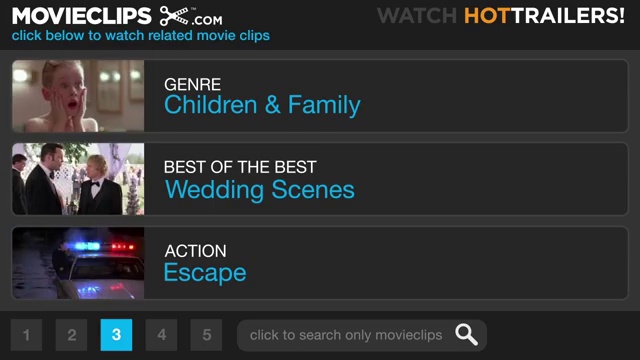 MOVIECLIPS .COM
WATCH HOTTRAILERS!
click below to watch related movie clips
GENRE
Children & Family
BEST OF THE BEST
Wedding Scenes
ACTION
Escape
1 2 3 4 5 click to search only movieclips